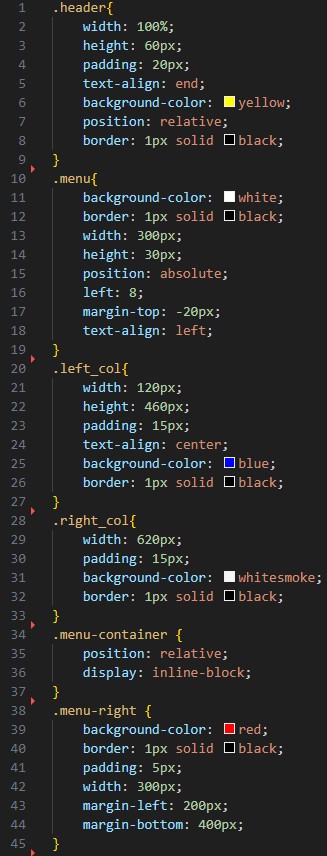 1 .header{
2     width: 100%;
3     height: 60px;
4     padding: 20px;
5     text-align: end;
6     background-color: yellow;
7     position: relative;
8     border: 1px solid black;
9 }
10 .menu{
11     background-color: white;
12     border: 1px solid black;
13     width: 300px;
14     height: 30px;
15     position: absolute;
16     left: 8;
17     margin-top: -20px;
18     text-align: left;
19 }
20 .left_col{
21     width: 120px;
22     height: 460px;
23     padding: 15px;
24     text-align: center;
25     background-color: blue;
26     border: 1px solid black;
27 }
28 .right_col{
29     width: 620px;
30     padding: 15px;
31     background-color: whitesmoke;
32     border: 1px solid black;
33 }
34 .menu-container {
35     position: relative;
36     display: inline-block;
37 }
38 .menu-right {
39     background-color: red;
40     border: 1px solid black;
41     padding: 5px;
42     width: 300px;
43     margin-left: 200px;
44     margin-bottom: 400px;
45 }